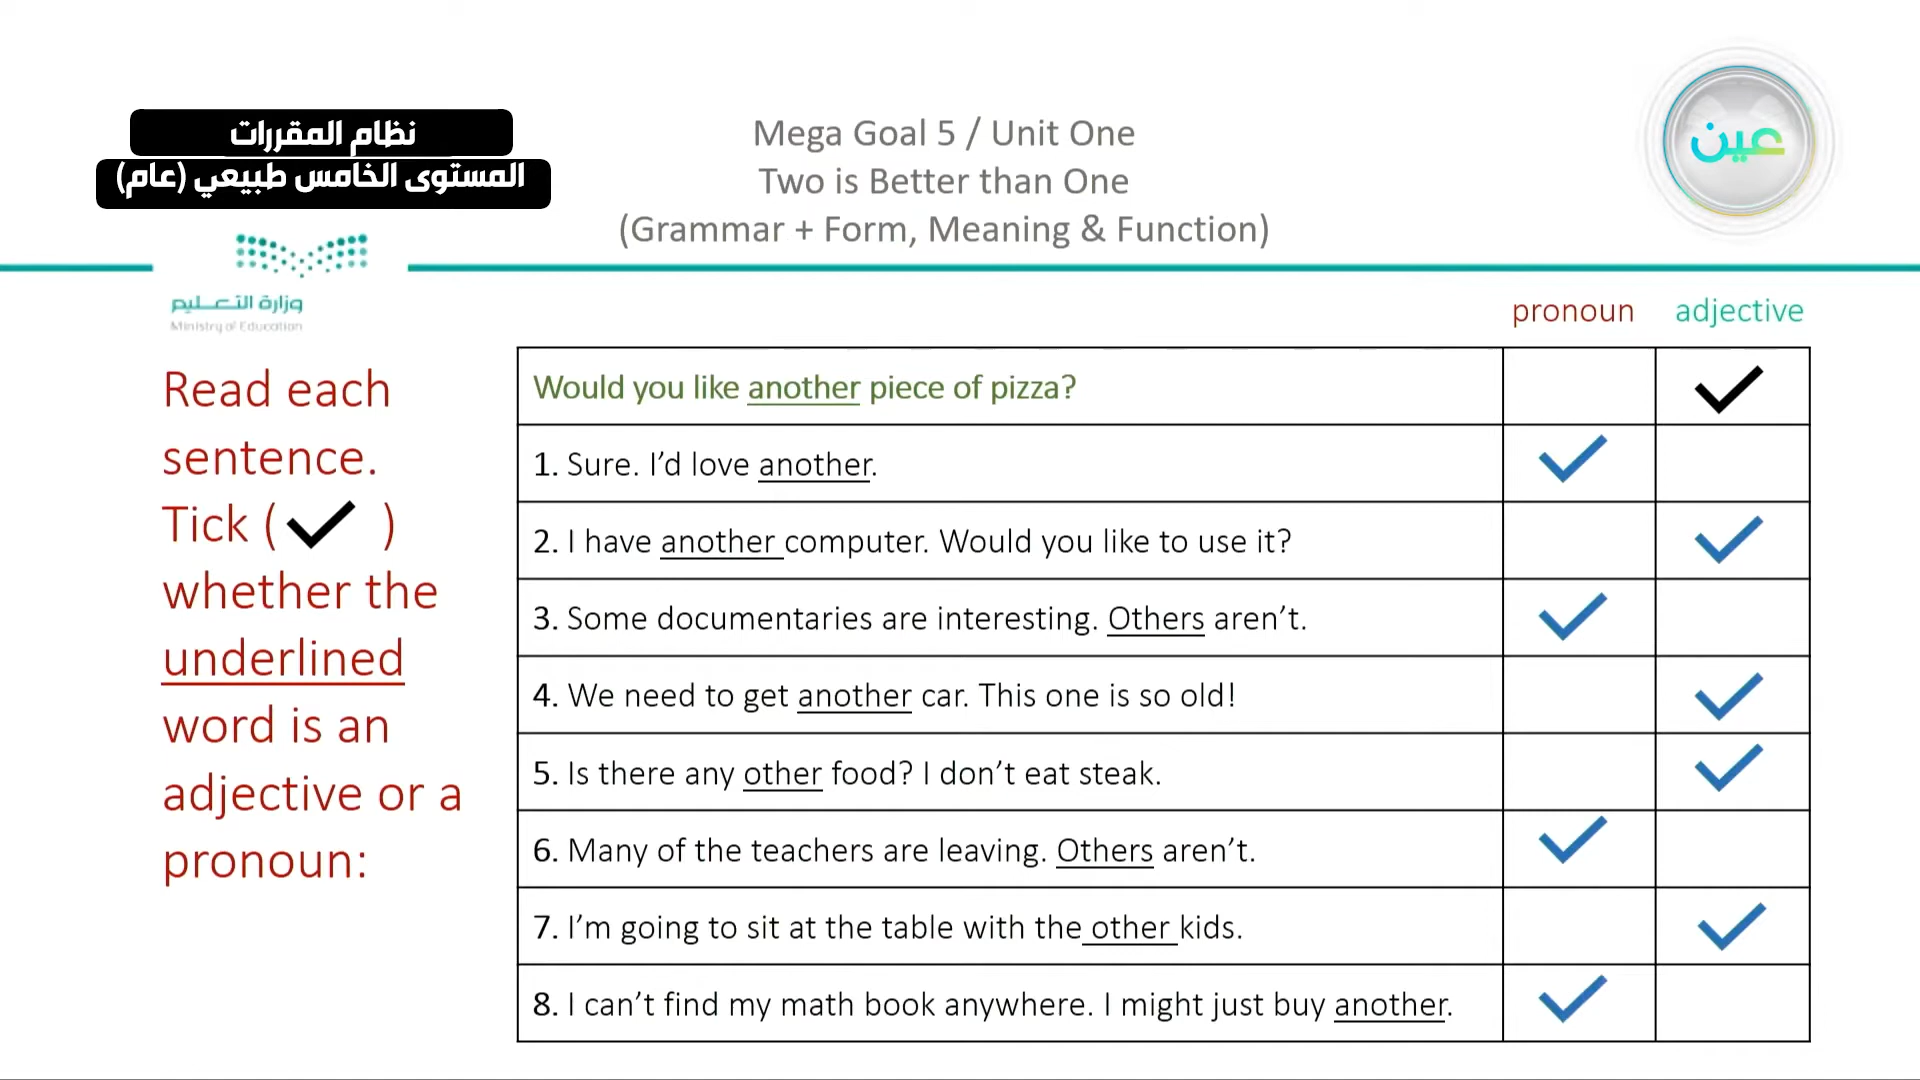 نظام المقررات
المستوى الخامس طبيعي (عام)
Mega Goal 5 / Unit One
Two is Better than One
(Grammar + Form, Meaning & Function)
عين
وزارة التعليم
Ministry of Education
pronoun adjective
Read each
sentence.
Tick ( ✓ )
whether the
underlined
word is an
adjective or a
pronoun:
Would you like another piece of pizza? ✓
1. Sure. I’d love another. ✓
2. I have another computer. Would you like to use it? ✓
3. Some documentaries are interesting. Others aren’t. ✓
4. We need to get another car. This one is so old! ✓
5. Is there any other food? I don’t eat steak. ✓
6. Many of the teachers are leaving. Others aren’t. ✓
7. I’m going to sit at the table with the other kids. ✓
8. I can’t find my math book anywhere. I might just buy another. ✓